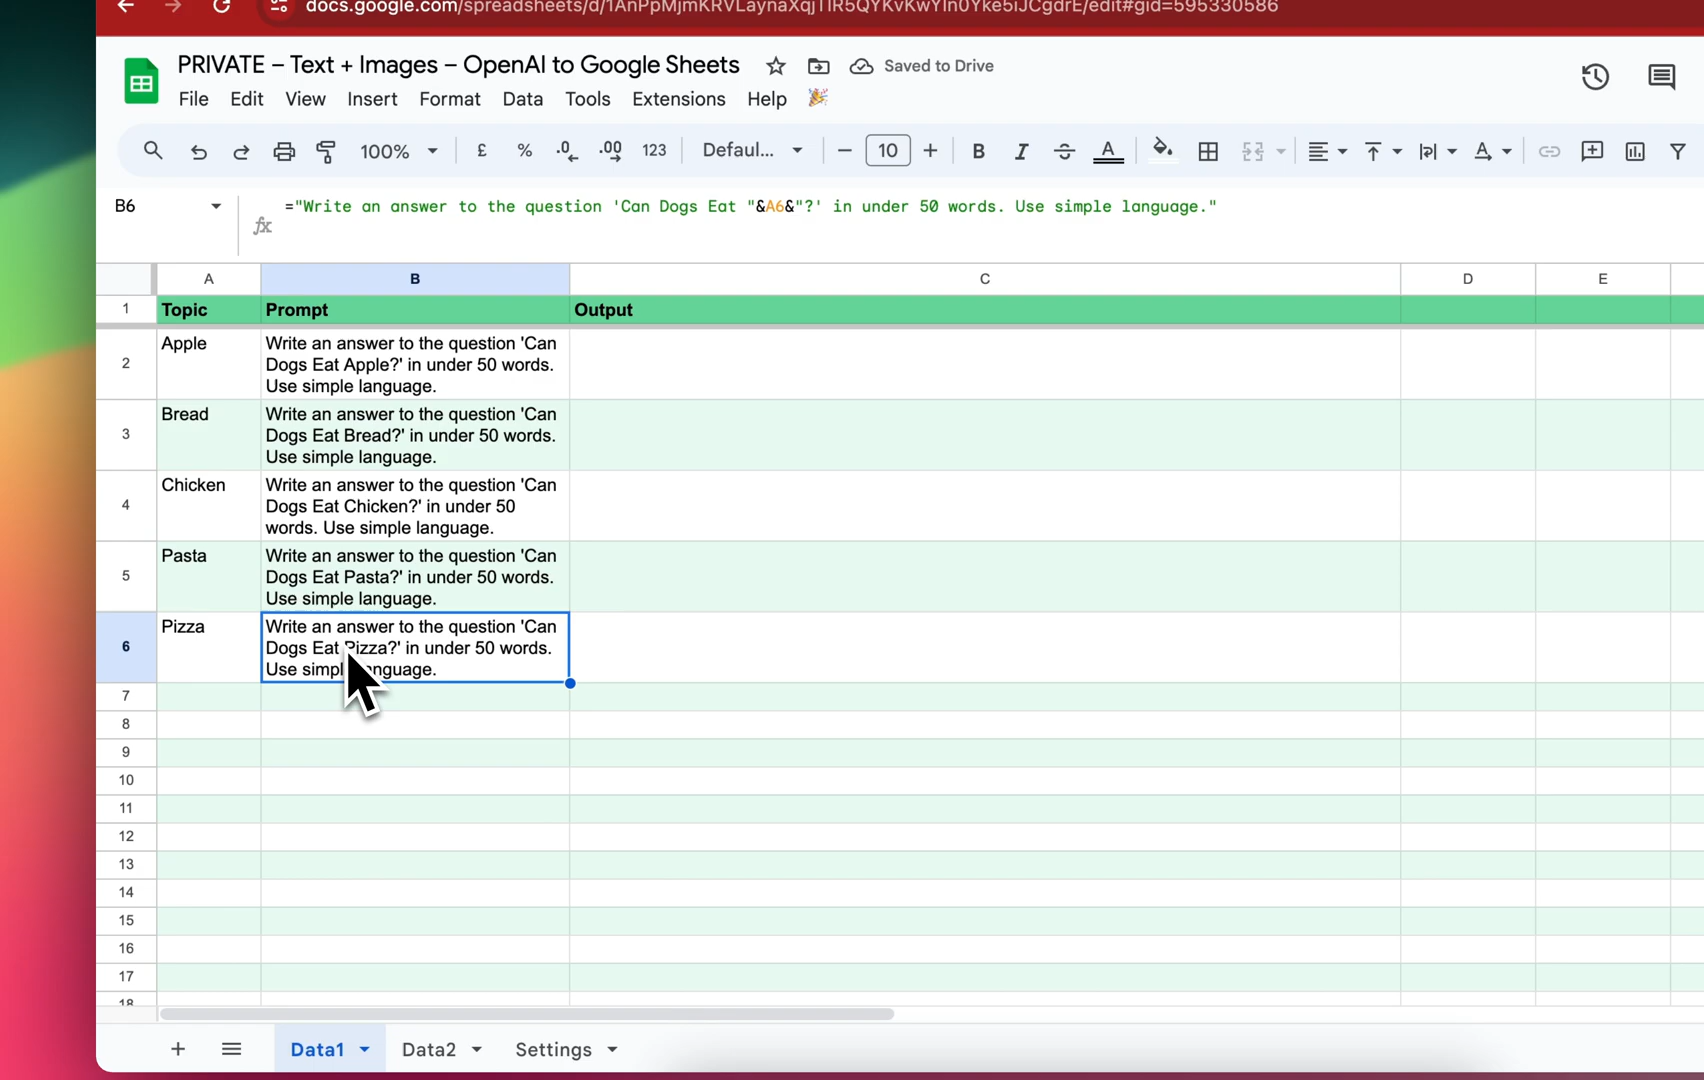 docs.google.com/spreadsheets/d/1AnPpMjmKRVLaynaXqjTIR5QYKvKwYIn0Yke5iJCgdrE/edit#gid=595330586
PRIVATE – Text + Images – OpenAI to Google Sheets
Saved to Drive
File Edit View Insert Format Data Tools Extensions Help
100% £ % .0 .00 123 Defaul... 10 B I A
B6
="Write an answer to the question 'Can Dogs Eat "&A6&"?' in under 50 words. Use simple language."
A B C D E
1 Topic Prompt Output
2 Apple Write an answer to the question 'Can
Dogs Eat Apple?' in under 50 words.
Use simple language.
3 Bread Write an answer to the question 'Can
Dogs Eat Bread?' in under 50 words.
Use simple language.
4 Chicken Write an answer to the question 'Can
Dogs Eat Chicken?' in under 50
words. Use simple language.
5 Pasta Write an answer to the question 'Can
Dogs Eat Pasta?' in under 50 words.
Use simple language.
6 Pizza Write an answer to the question 'Can
Dogs Eat Pizza?' in under 50 words.
Use simple language.
7
8
9
10
11
12
13
14
15
16
17
18
Data1 Data2 Settings